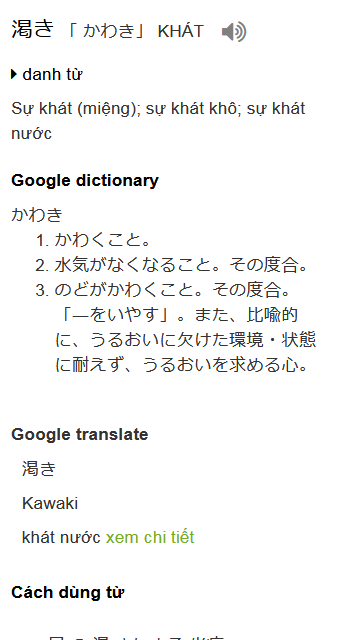 渇き 「 かわき」 KHÁT
danh từ
Sự khát (miệng); sự khát khô; sự khát
nước
Google dictionary
かわき
1. かわくこと。
2. 水気がなくなること。その度合。
3. のどがかわくこと。その度合。
「―をいやす」。また、比喩的
に、うるおいに欠けた環境・状態
に耐えず、うるおいを求める心。
Google translate
渇き
Kawaki
khát nước xem chi tiết
Cách dùng từ